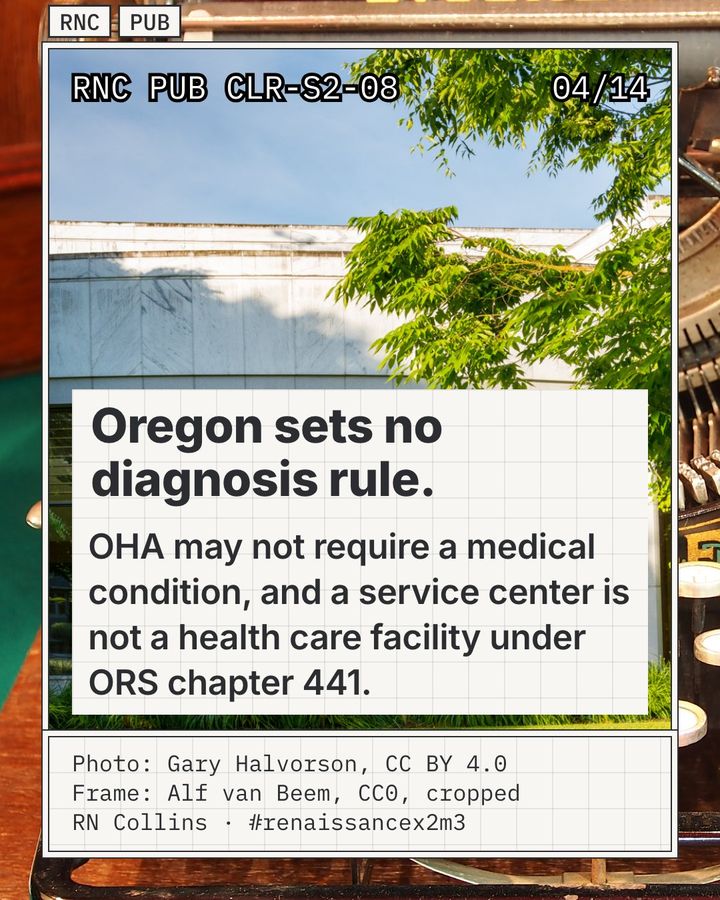 RNC PUB
RNC PUB CLR-S2-08 04/14
Oregon sets no
diagnosis rule.
OHA may not require a medical
condition, and a service center is
not a health care facility under
ORS chapter 441.
Photo: Gary Halvorson, CC BY 4.0
Frame: Alf van Beem, CC0, cropped
RN Collins · #renaissancex2m3